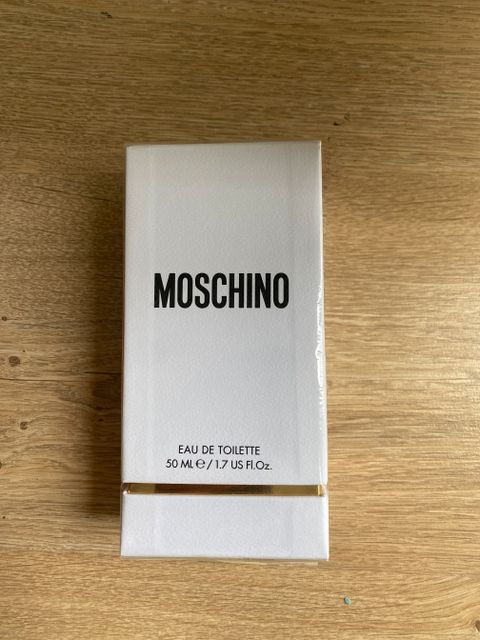 MOSCHINO
EAU DE TOILETTE
50 ML ℮ / 1.7 US Fl.Oz.